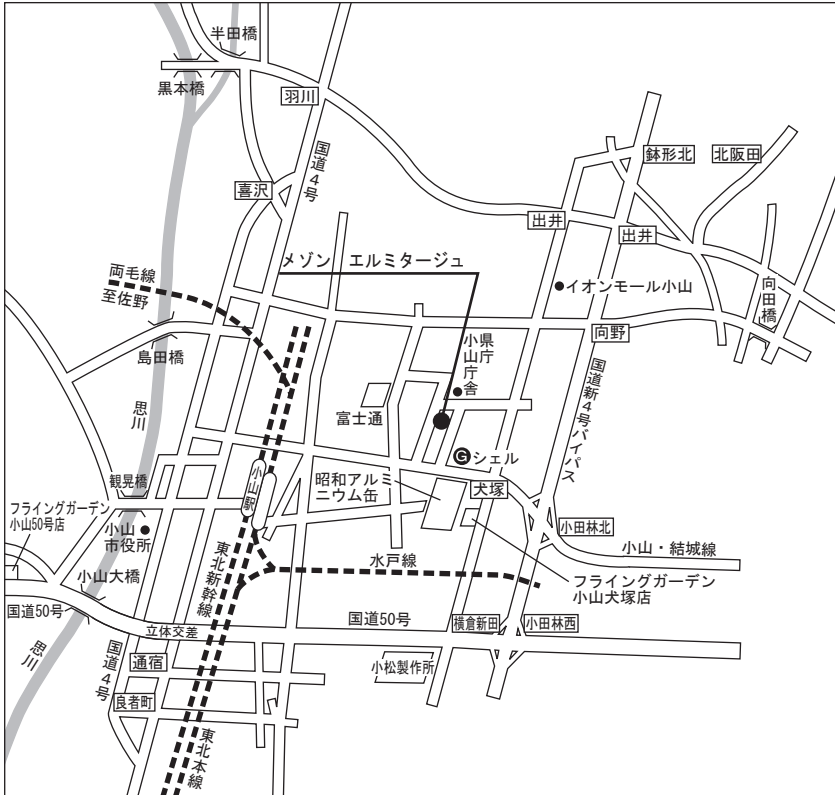 半田橋
黒本橋
羽川
国道4号
鉢形北
北阪田
喜沢
出井
出井
メゾン エルミタージュ
両毛線
至佐野
イオンモール小山
向田橋
島田橋
小山庁舎
県庁
向野
国道新4号バイパス
思川
富士通
シェル
G
犬塚
昭和アルミ
ニウム缶
小山駅
観晃橋
フライングガーデン
小山50号店
小山
市役所
小田林北
小山・結城線
水戸線
フライングガーデン
小山犬塚店
東北新幹線
小山大橋
国道50号
国道50号
立体交差
横倉新田
小田林西
思川
国道4号
通宿
小松製作所
良者町
東北本線